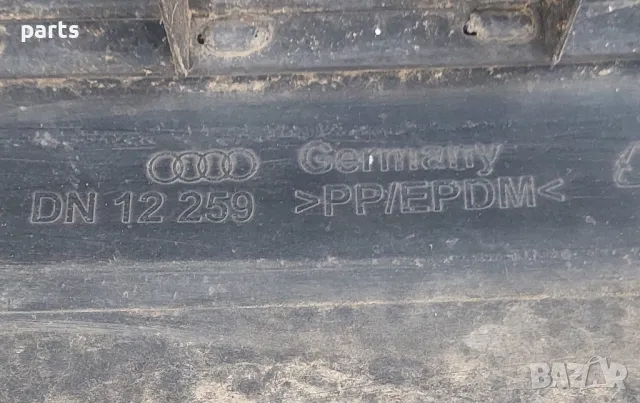 parts
Germany
DN 12 259 >PP/EPDM<
BAZAR